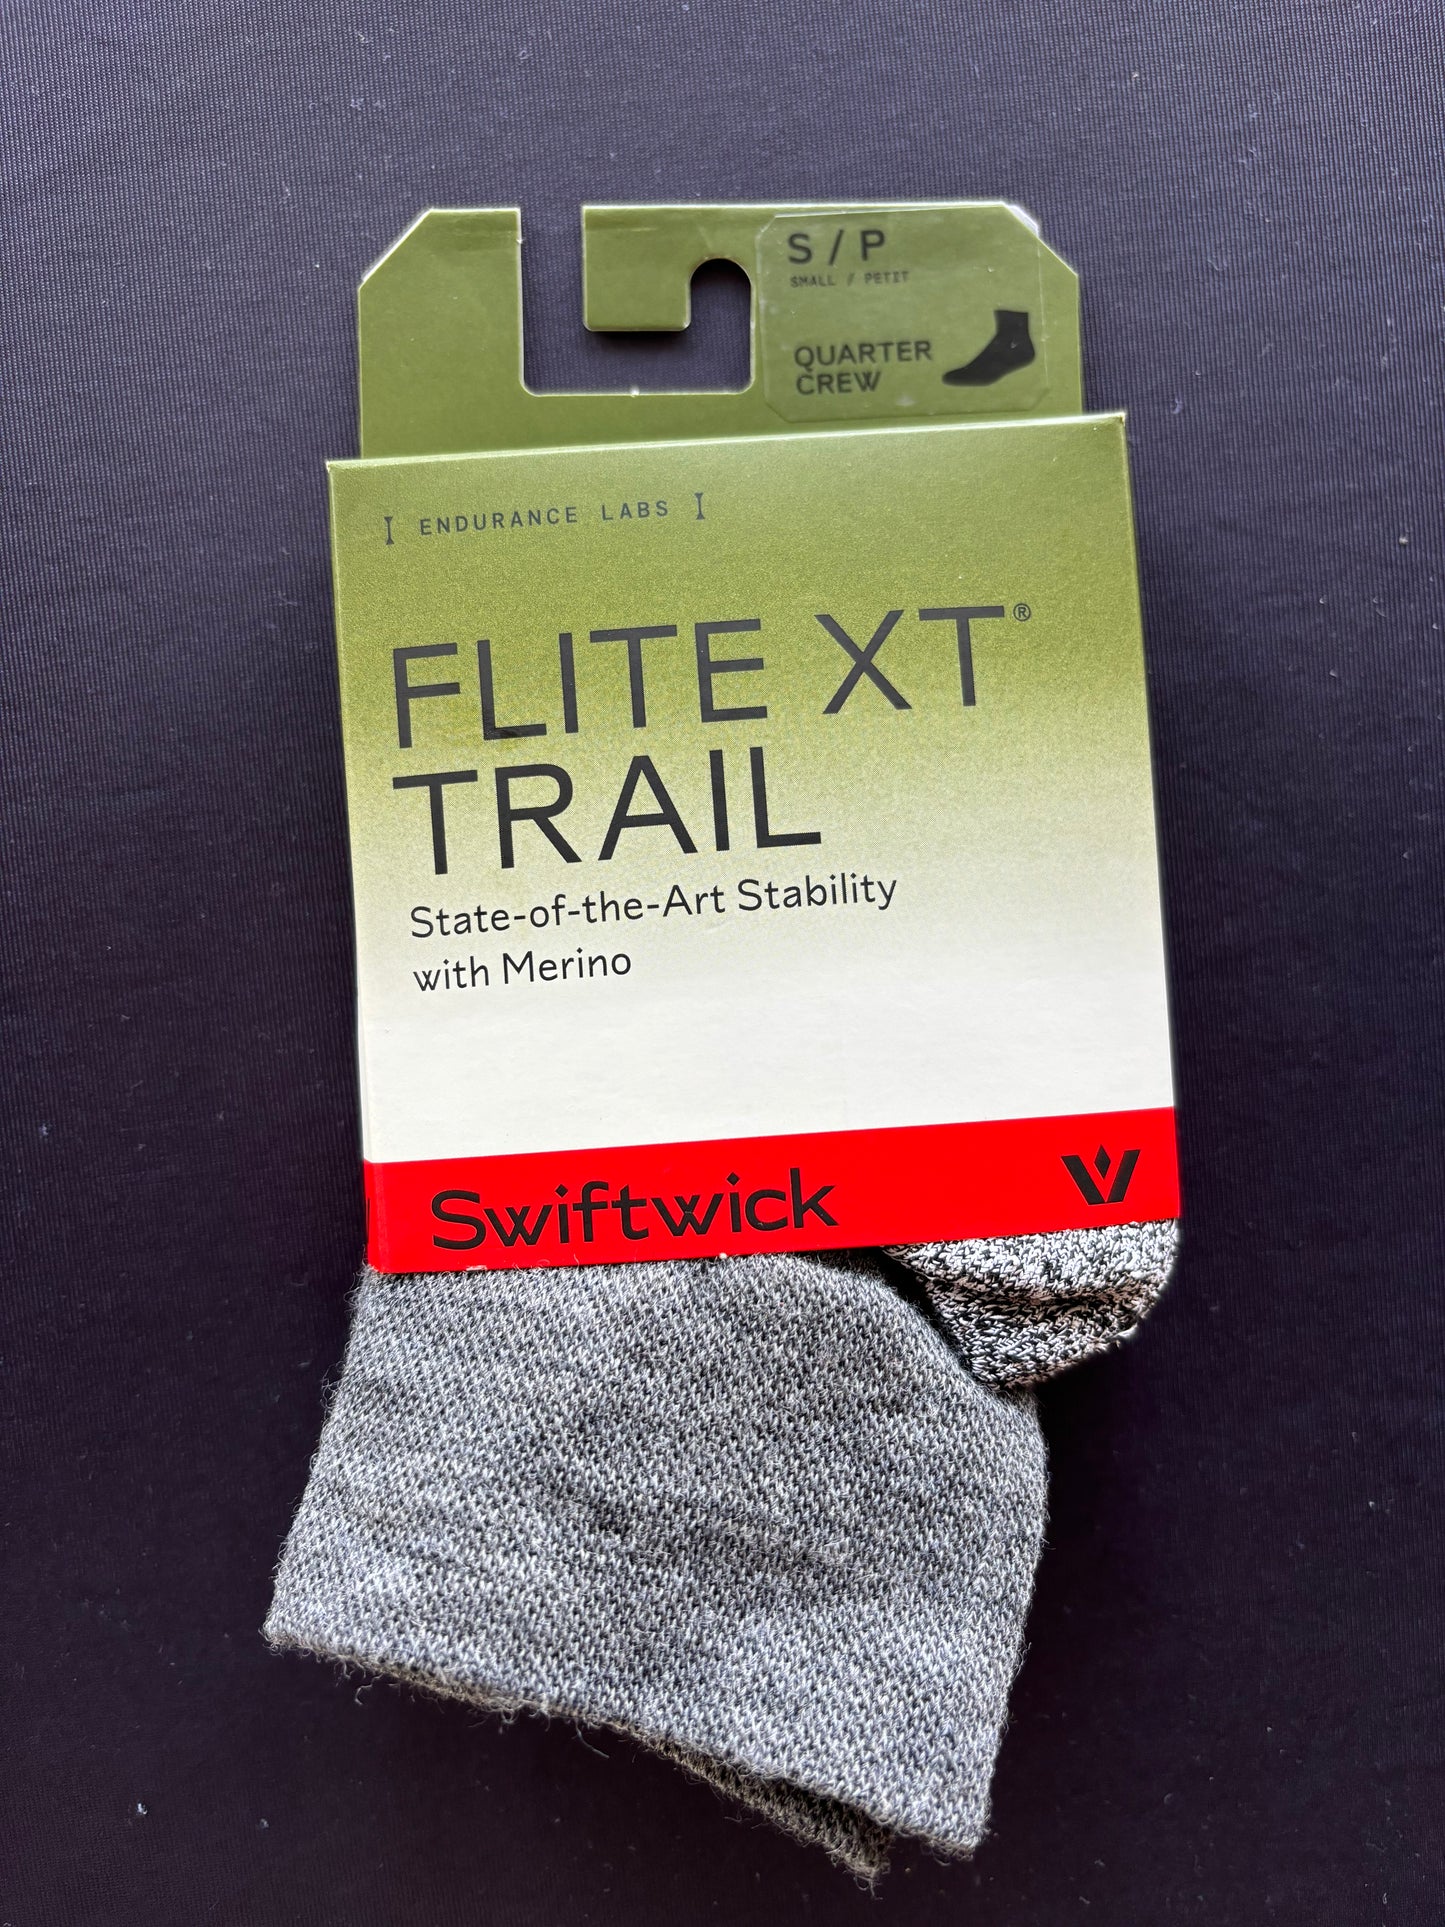 S / P
SMALL / PETIT
QUARTER
CREW
ENDURANCE LABS
FLITE XT®
TRAIL
State-of-the-Art Stability
with Merino
Swiftwick